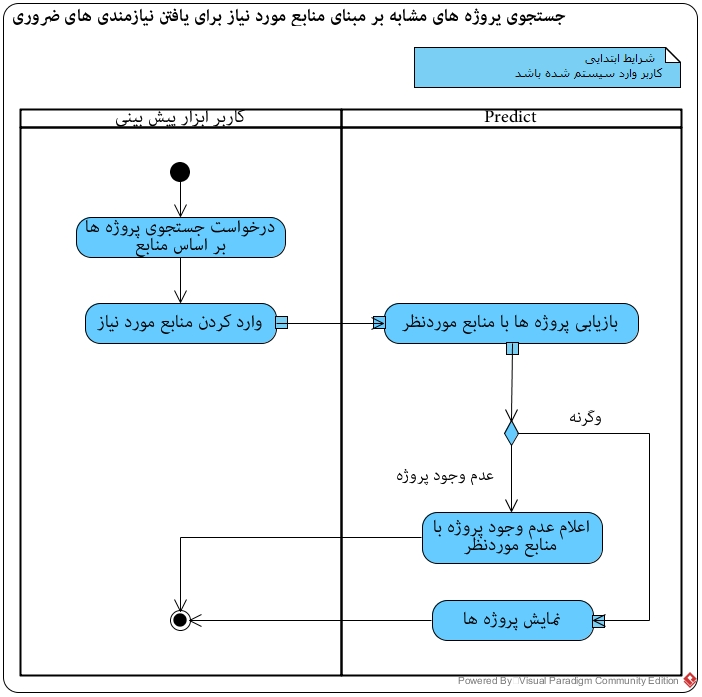 جستجوی پروژه های مشابه بر مبنای منابع مورد نیاز برای یافتن نیازمندی های ضروری
شرایط ابتدایی
کاربر وارد سیستم شده باشد
کاربر ابزار پیش بینی
Predict
درخواست جستجوی پروژه ها
بر اساس منابع
وارد کردن منابع مورد نیاز
بازیابی پروژه ها با منابع موردنظر
وگرنه
عدم وجود پروژه
اعلام عدم وجود پروژه با
منابع موردنظر
نمایش پروژه ها
Powered By Visual Paradigm Community Edition